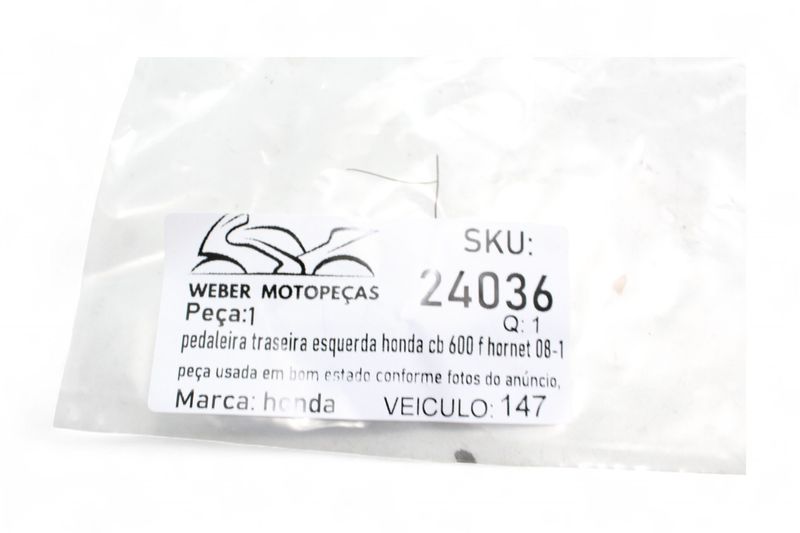 WEBER MOTOPEÇAS
SKU:
24036
Peça:1
Q: 1
pedaleira traseira esquerda honda cb 600 f hornet 08-1
peça usada em bom estado conforme fotos do anúncio,
Marca: honda
VEICULO: 147